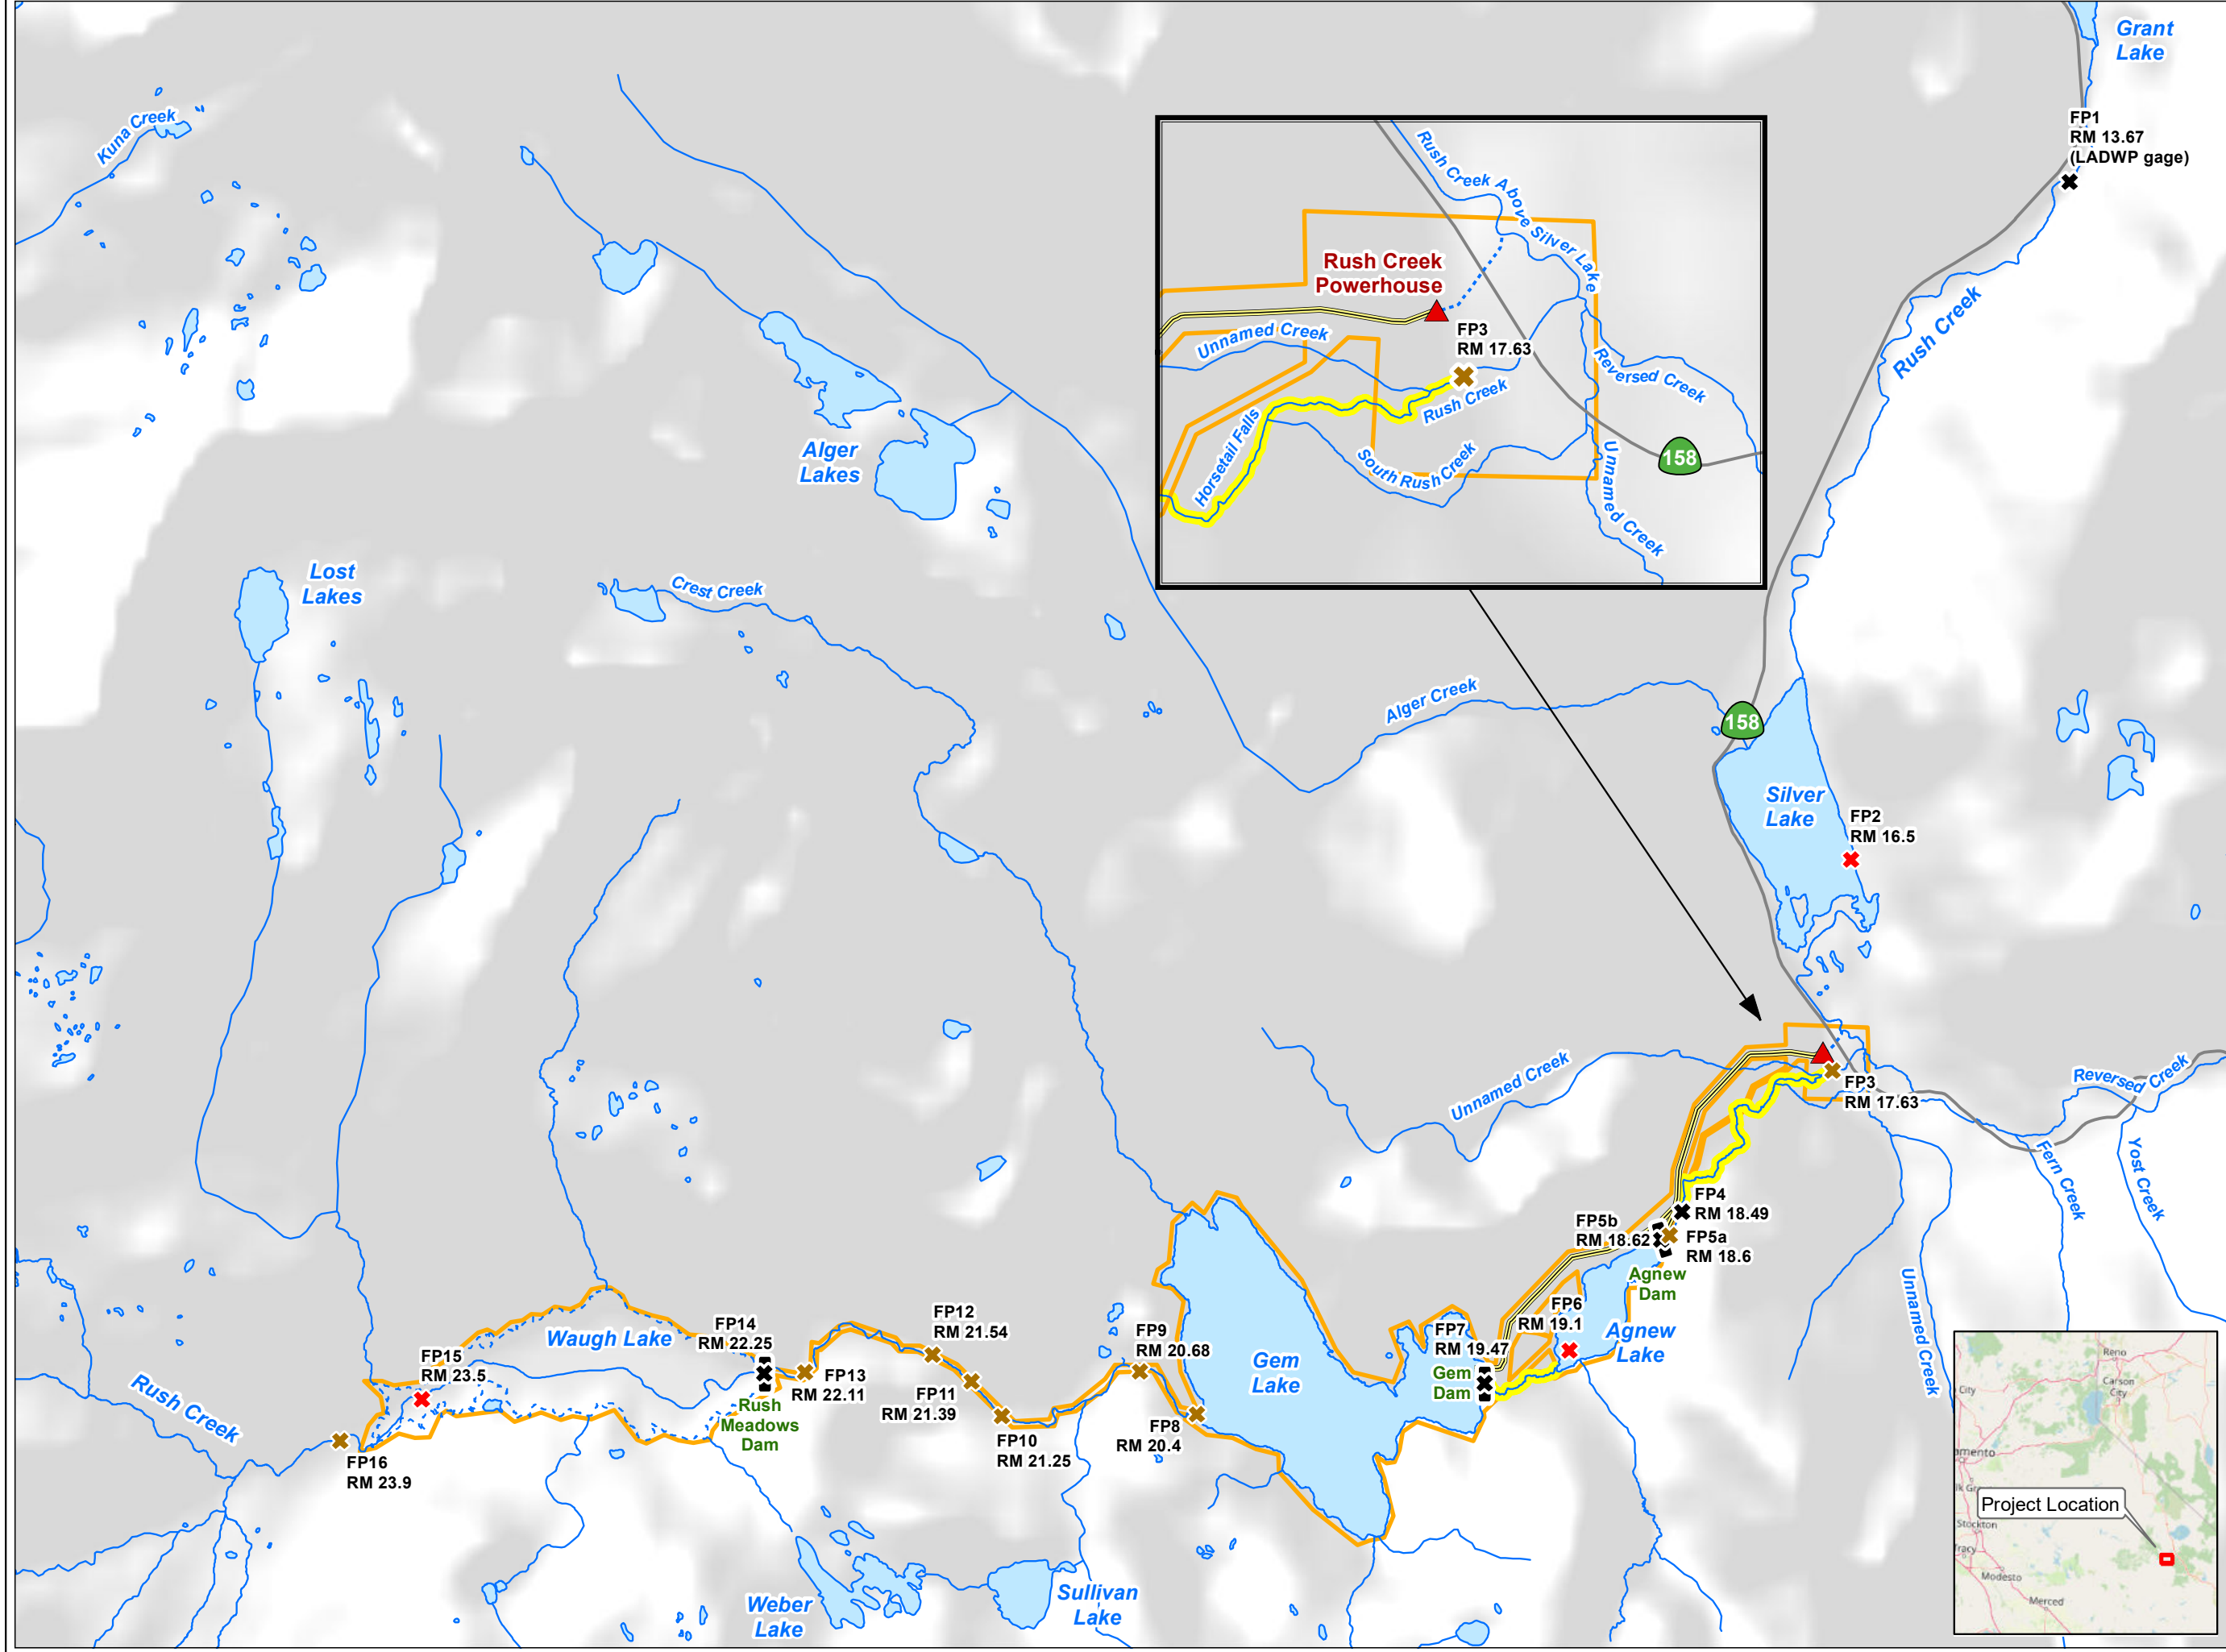 Grant
Lake
FP1
RM 13.67
(LADWP gage)
Kuna Creek
Rush Creek Above Silver Lake
Rush Creek
Powerhouse
FP3
RM 17.63
Unnamed Creek
Rush Creek
Reversed Creek
Horsetail Falls
South Rush Creek
Unnamed Creek
158
Rush Creek
Alger
Lakes
Lost
Lakes
Crest Creek
Alger Creek
158
Silver
Lake
FP2
RM 16.5
Unnamed Creek
Reversed Creek
FP3
RM 17.63
Fern Creek
Yost Creek
FP4
RM 18.49
FP5b
RM 18.62
FP5a
RM 18.6
Agnew
Dam
Unnamed Creek
FP6
RM 19.1
Agnew
Lake
FP7
RM 19.47
Gem
Dam
Gem
Lake
FP9
RM 20.68
FP8
RM 20.4
FP12
RM 21.54
FP11
RM 21.39
FP10
RM 21.25
FP14
RM 22.25
FP13
RM 22.11
Rush
Meadows
Dam
Waugh Lake
FP15
RM 23.5
Rush Creek
FP16
RM 23.9
Weber
Lake
Sullivan
Lake
Reno
Carson
City
City
amento
lk Gr
Project Location
Stockton
Tracy
Modesto
Merced